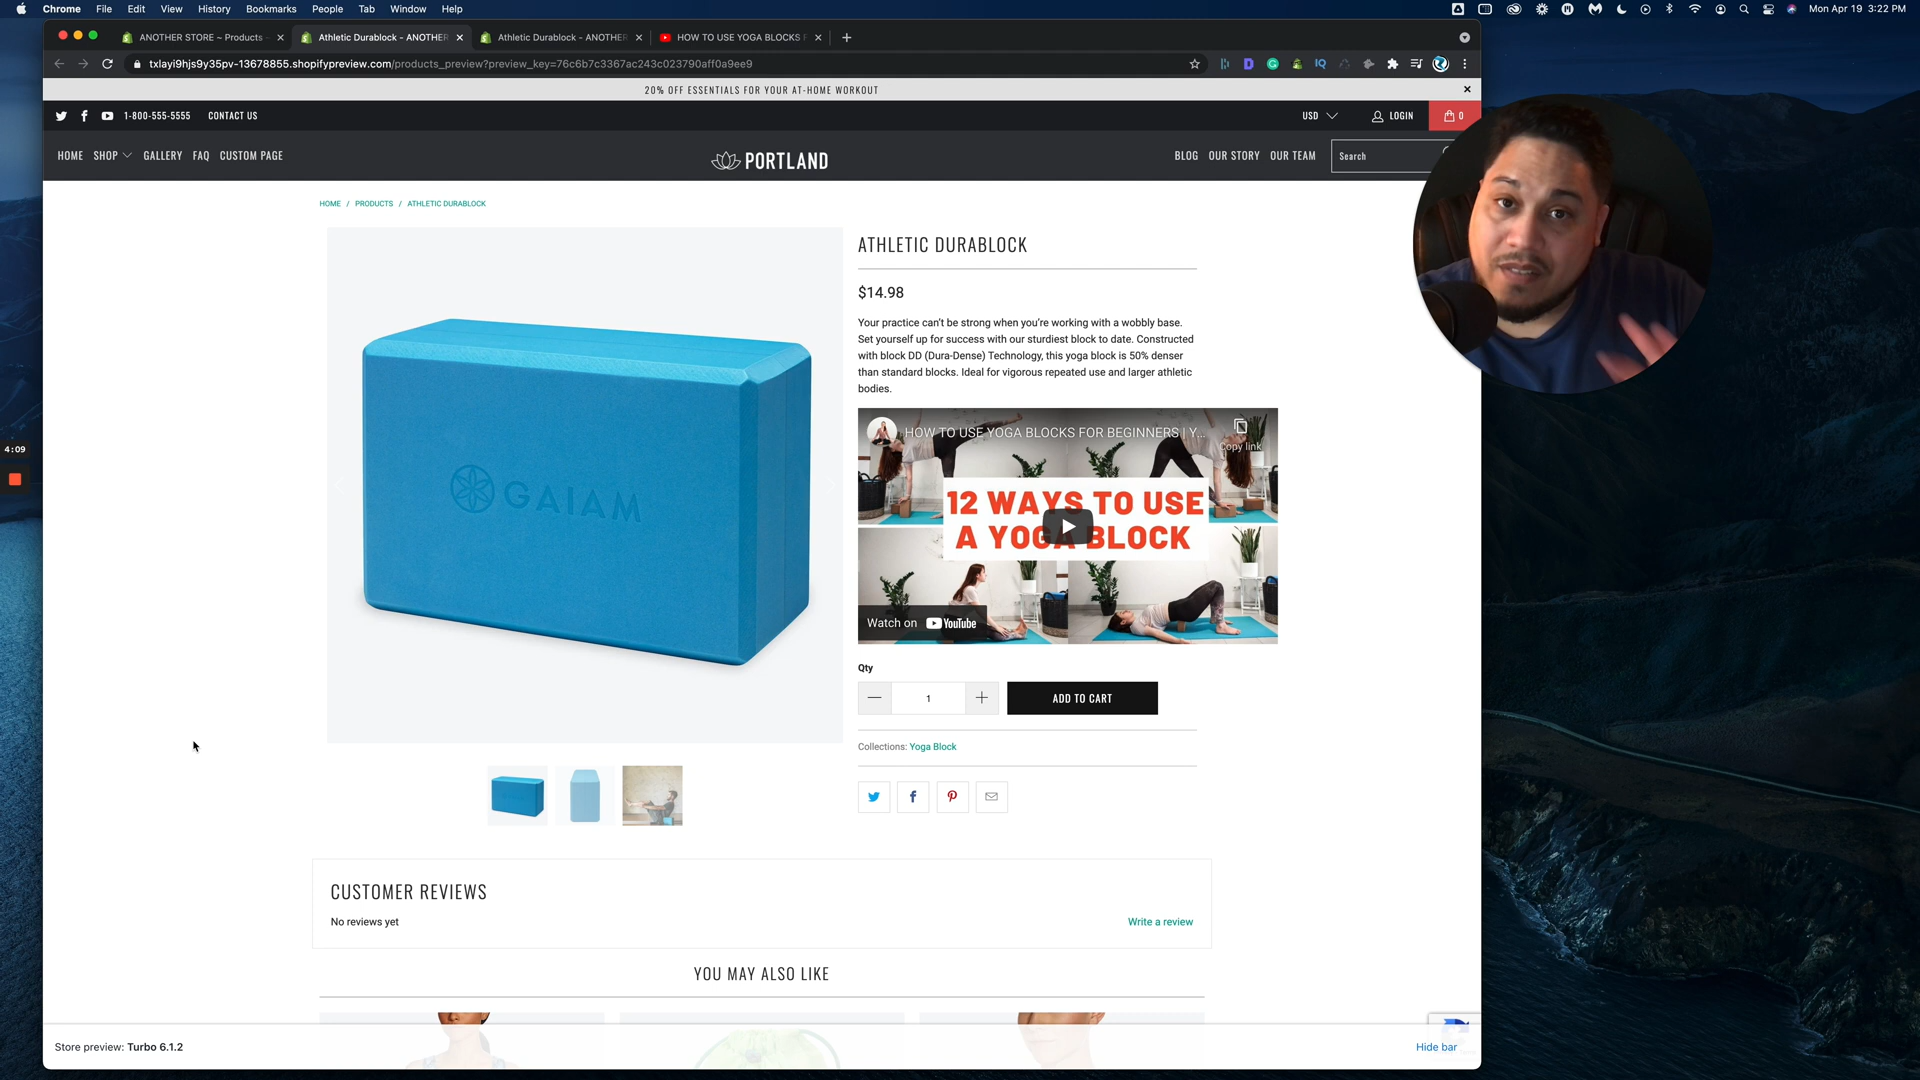 Chrome File Edit View History Bookmarks People Tab Window Help
Mon Apr 19 3:22 PM
ANOTHER STORE ~ Products
Athletic Durablock - ANOTHER
Athletic Durablock - ANOTHER
HOW TO USE YOGA BLOCKS F
txlayi9hjs9y35pv-13678855.shopifypreview.com/products_preview?preview_key=76c6b7c3367ac243c023790aff0a9ee9
20% OFF ESSENTIALS FOR YOUR AT-HOME WORKOUT
1-800-555-5555 CONTACT US
USD LOGIN 0
HOME SHOP GALLERY FAQ CUSTOM PAGE
PORTLAND
BLOG OUR STORY OUR TEAM Search
HOME / PRODUCTS / ATHLETIC DURABLOCK
GAIAM
ATHLETIC DURABLOCK
$14.98
Your practice can't be strong when you're working with a wobbly base.
Set yourself up for success with our sturdiest block to date. Constructed
with block DD (Dura-Dense) Technology, this yoga block is 50% denser
than standard blocks. Ideal for vigorous repeated use and larger athletic
bodies.
HOW TO USE YOGA BLOCKS FOR BEGINNERS | Y...
Copy link
12 WAYS TO USE
A YOGA BLOCK
Watch on YouTube
4:09
Qty
1
ADD TO CART
Collections: Yoga Block
CUSTOMER REVIEWS
No reviews yet
Write a review
YOU MAY ALSO LIKE
Store preview: Turbo 6.1.2
Hide bar